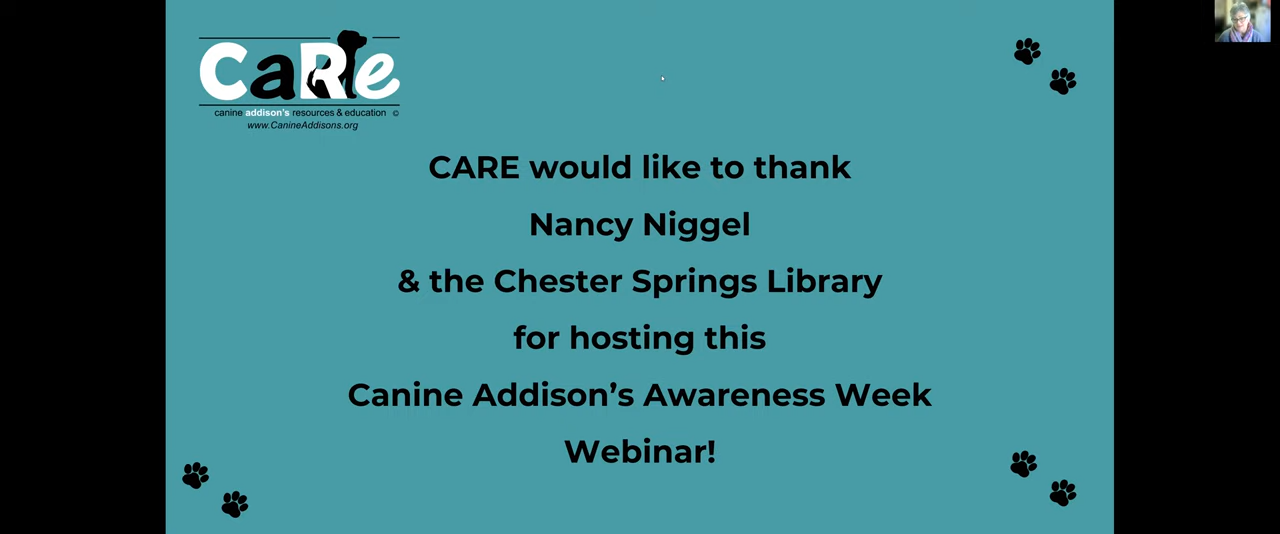 CaRe
canine addison's resources & education ©
www.CanineAddisons.org
CARE would like to thank
Nancy Niggel
& the Chester Springs Library
for hosting this
Canine Addison’s Awareness Week
Webinar!